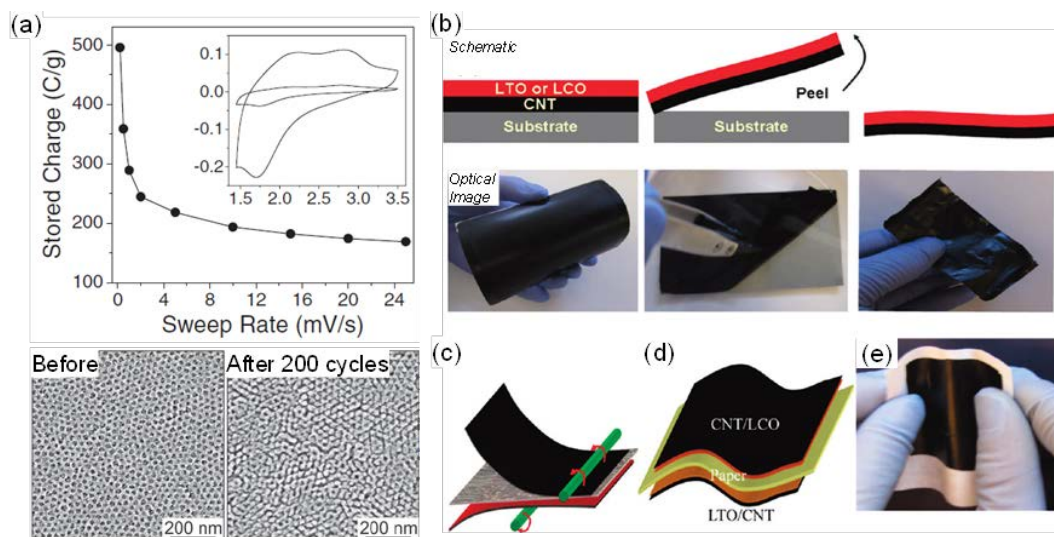 (a)
Stored Charge (C/g)
500
400
300
200
100
0 4 8 12 16 20 24
Sweep Rate (mV/s)
0.1
0.0
-0.1
-0.2
1.5 2.0 2.5 3.0 3.5
Before
200 nm
After 200 cycles
200 nm
(b)
Schematic
LTO or LCO
CNT
Substrate
Substrate
Peel
Optical
Image
(c)
(d)
CNT/LCO
Paper
LTO/CNT
(e)